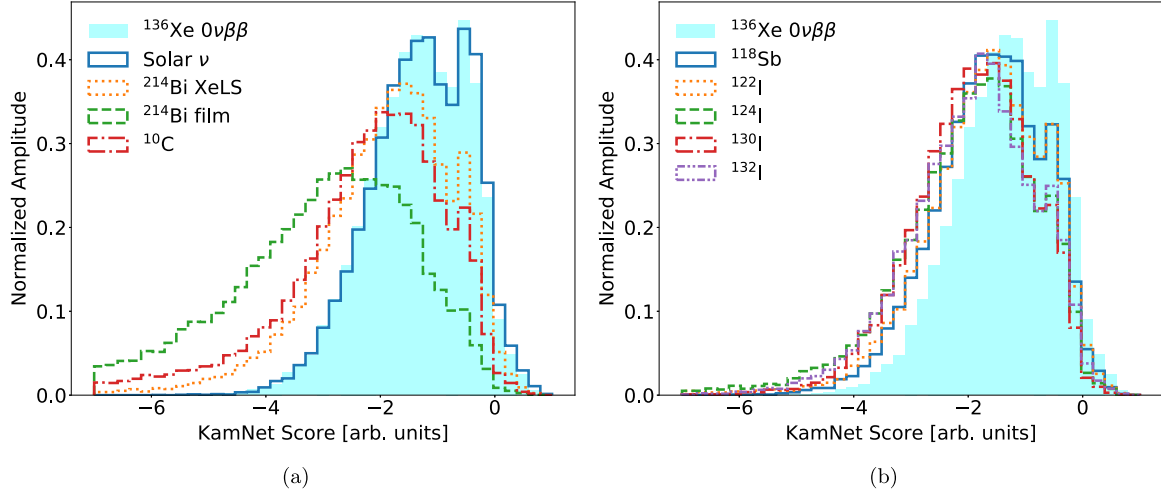 ¹³⁶Xe 0νββ
Solar ν
²¹⁴Bi XeLS
²¹⁴Bi film
¹⁰C
Normalized Amplitude
0.4
0.3
0.2
0.1
0.0
−6
−4
−2
0
KamNet Score [arb. units]
(a)
¹³⁶Xe 0νββ
¹¹⁸Sb
¹²²I
¹²⁴I
¹³⁰I
¹³²I
Normalized Amplitude
0.4
0.3
0.2
0.1
0.0
−6
−4
−2
0
KamNet Score [arb. units]
(b)